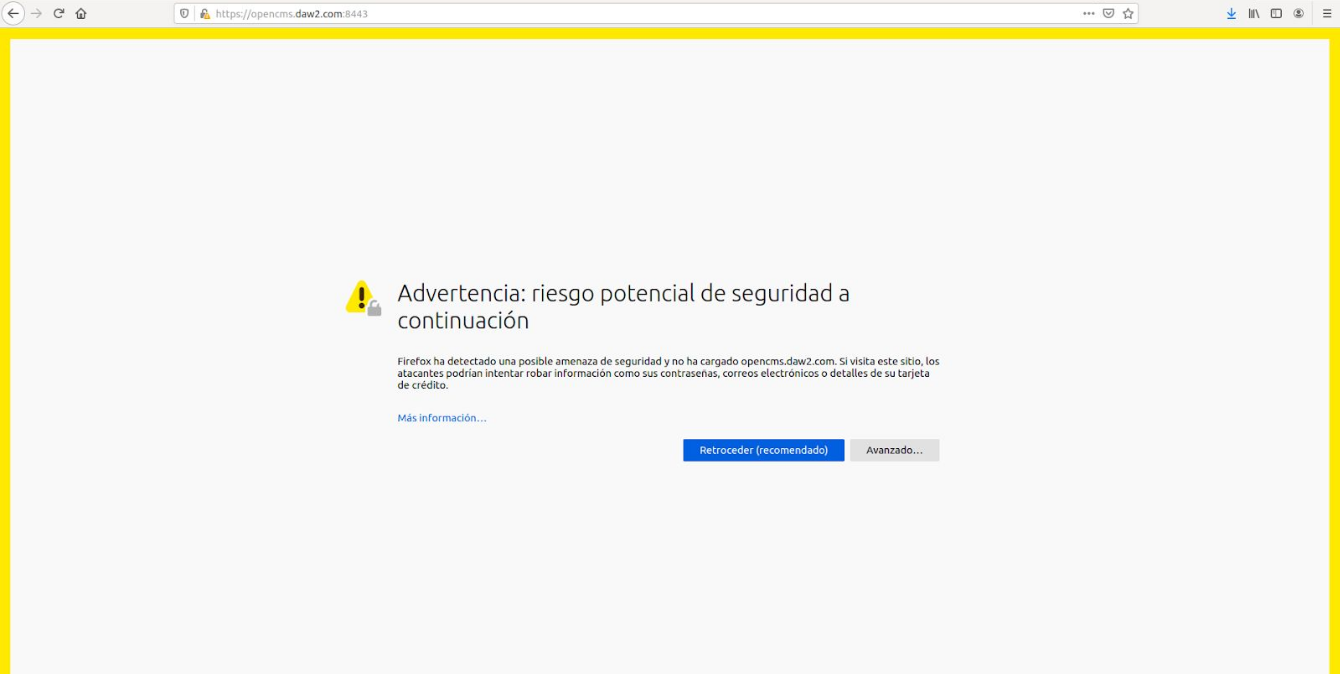 https://opencms.daw2.com:8443
Advertencia: riesgo potencial de seguridad a
continuación
Firefox ha detectado una posible amenaza de seguridad y no ha cargado opencms.daw2.com. Si visita este sitio, los
atacantes podrían intentar robar información como sus contraseñas, correos electrónicos o detalles de su tarjeta
de crédito.
Más información…
Retroceder (recomendado) Avanzado…